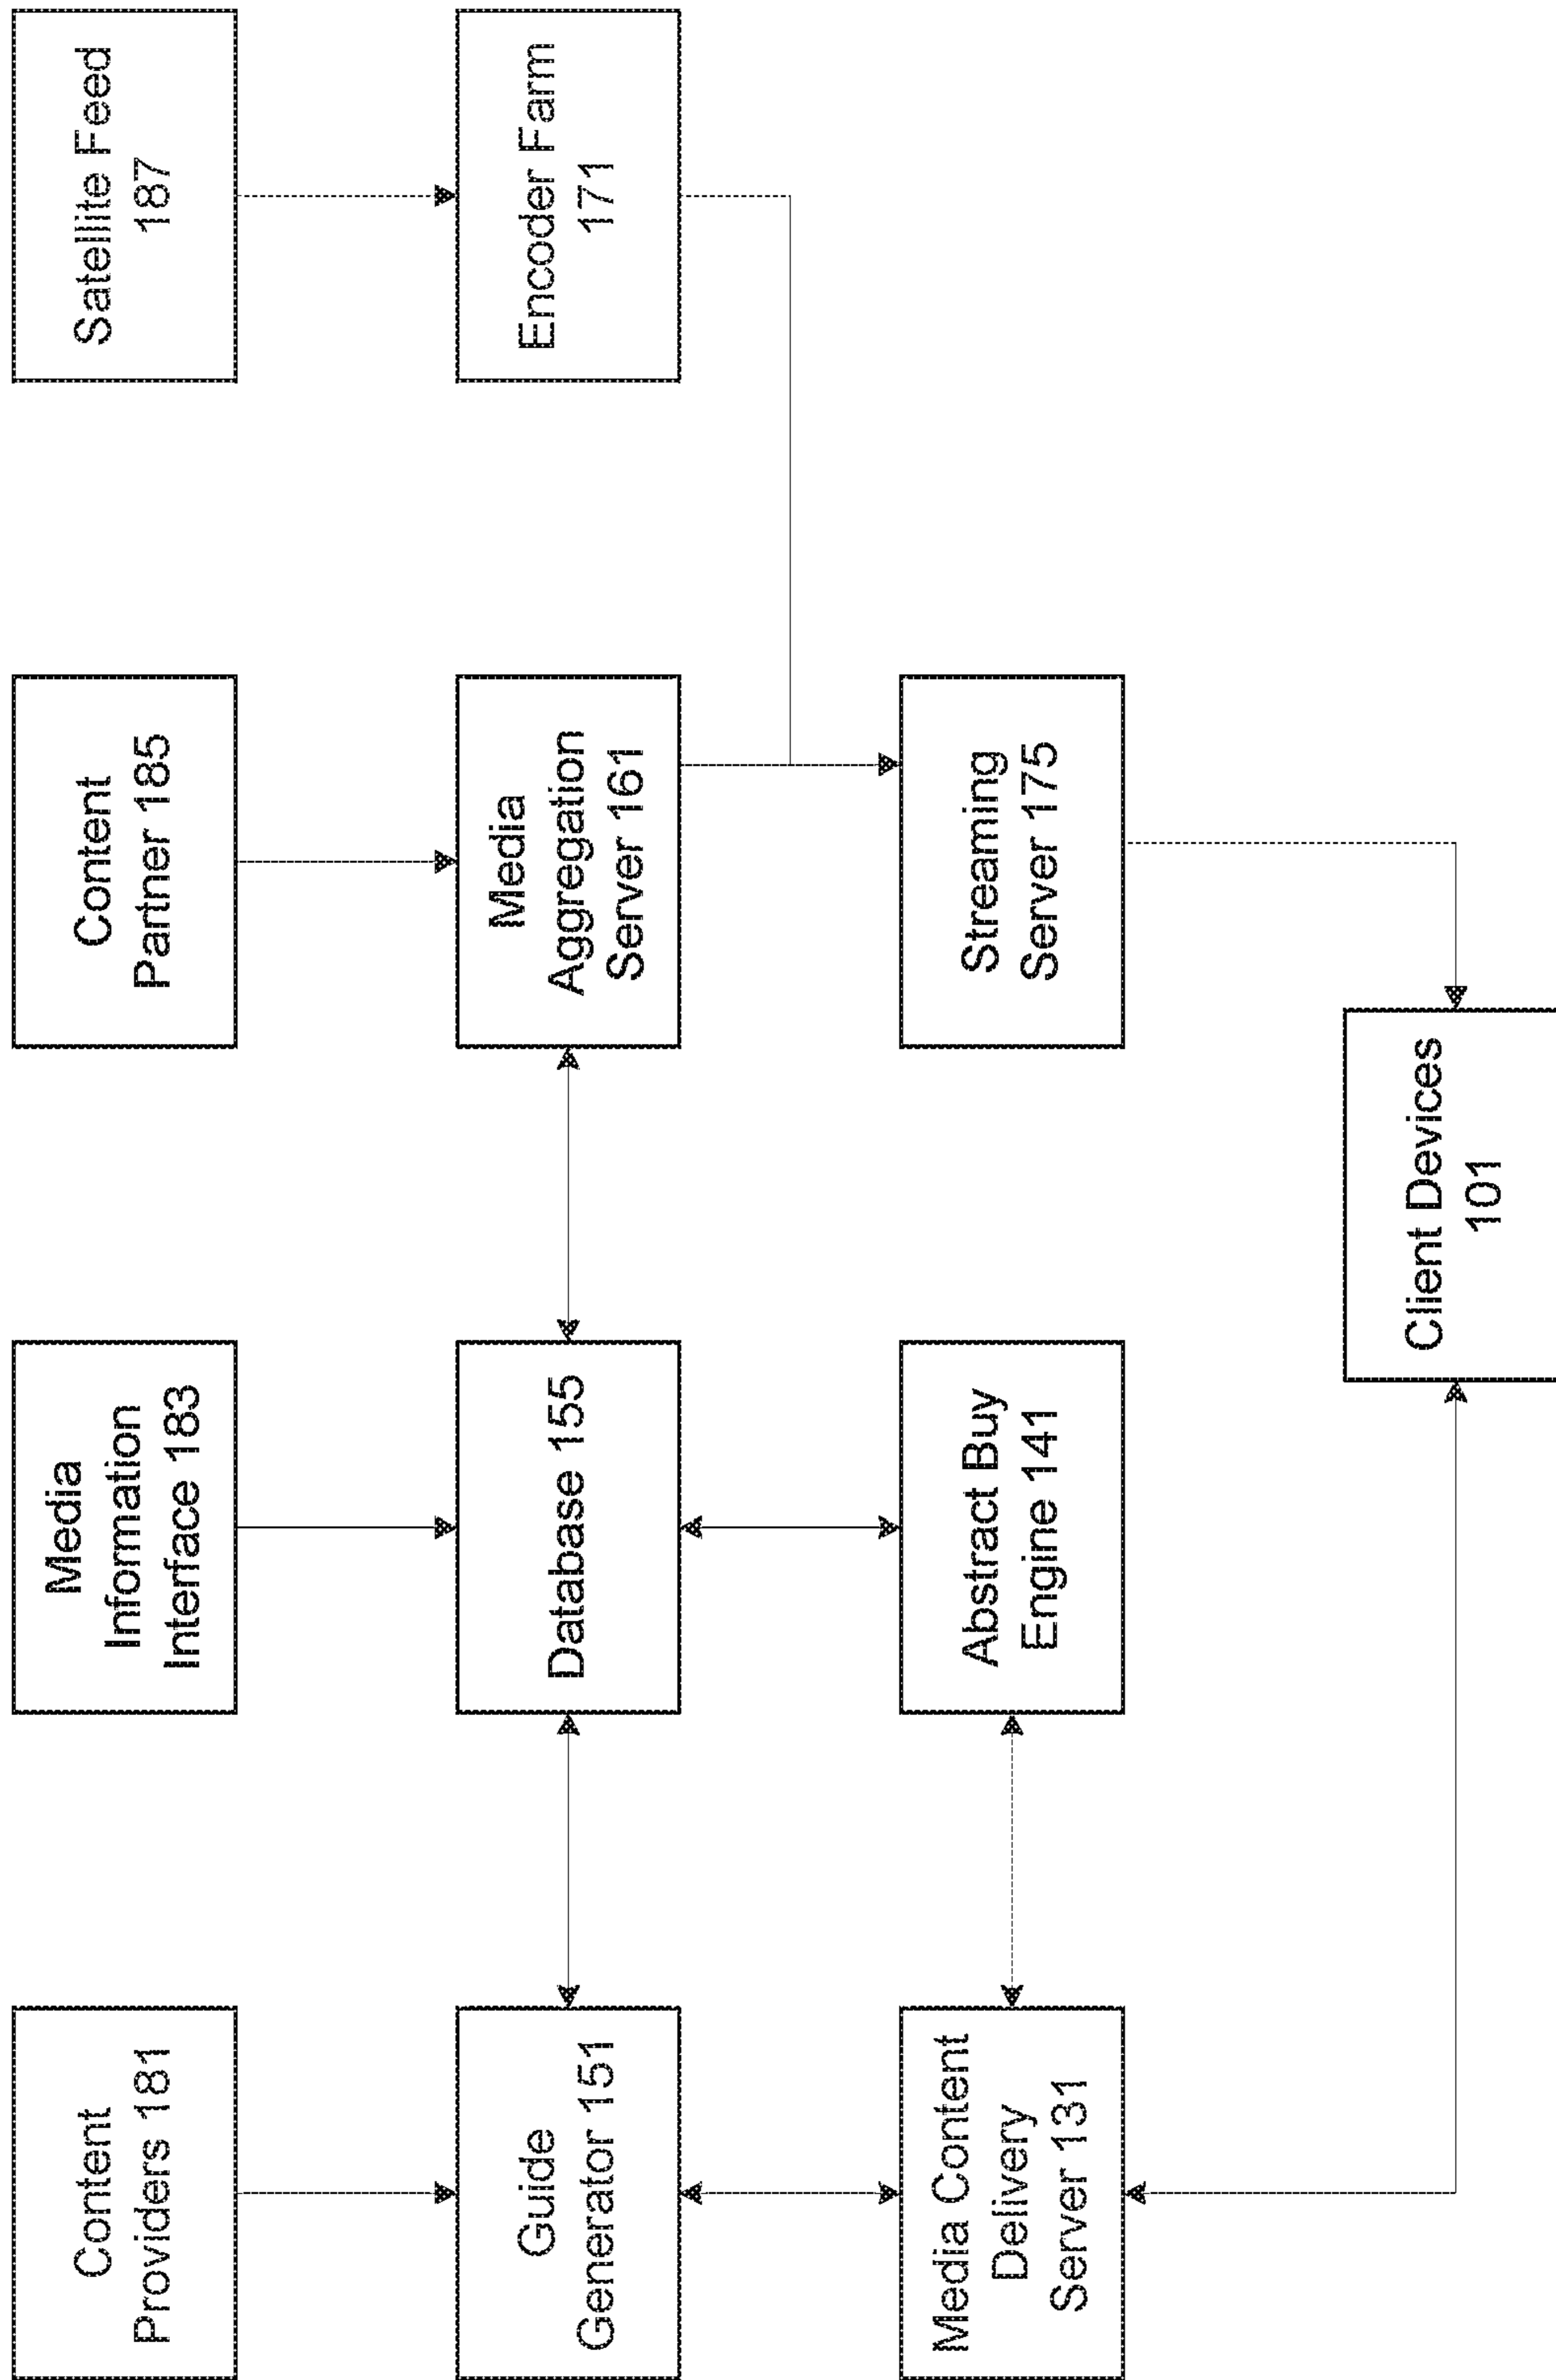 Content
Providers 181
Media
Information
Interface 183
Content
Partner 185
Satellite Feed
187
Guide
Generator 151
Database 155
Media
Aggregation
Server 161
Encoder Farm
171
Media Content
Delivery
Server 131
Abstract Buy
Engine 141
Streaming
Server 175
Client Devices
101